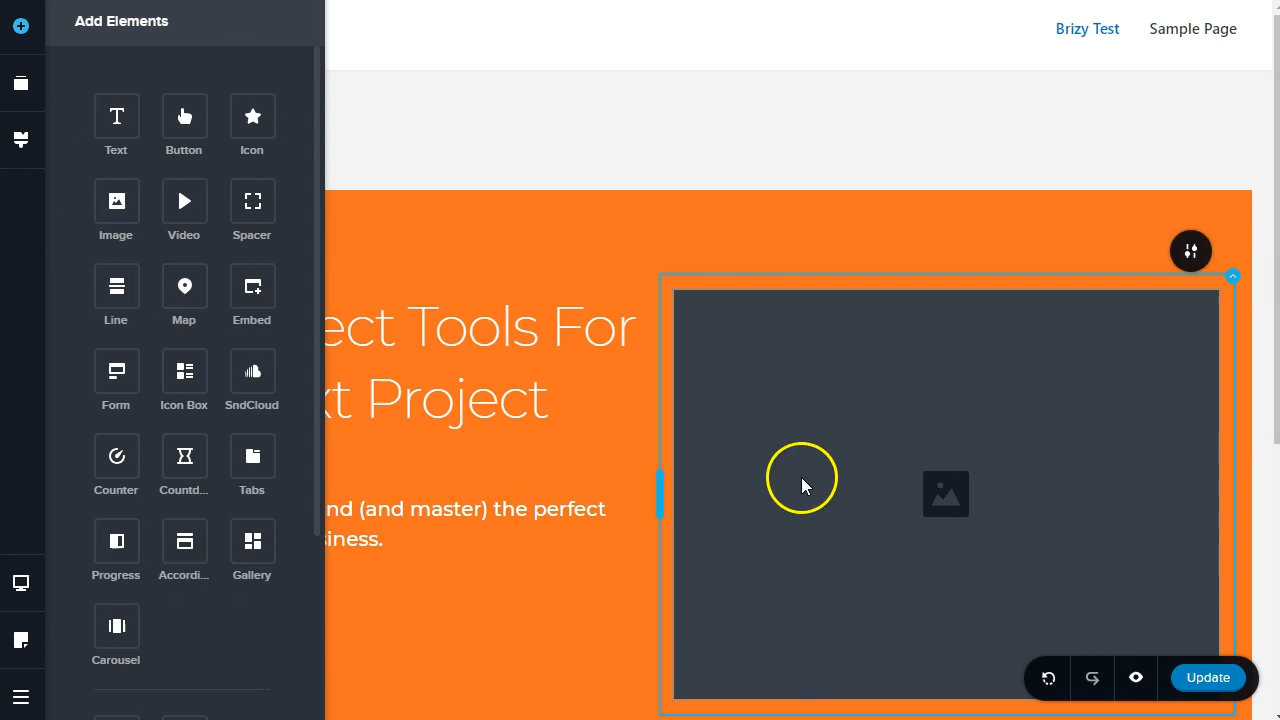 Add Elements
Brizy Test Sample Page
Text Button Icon
Image Video Spacer
Line Map Embed
Form Icon Box SndCloud
Counter Countd... Tabs
Progress Accordi... Gallery
Carousel
ect Tools For
t Project
nd (and master) the perfect
siness.
Update